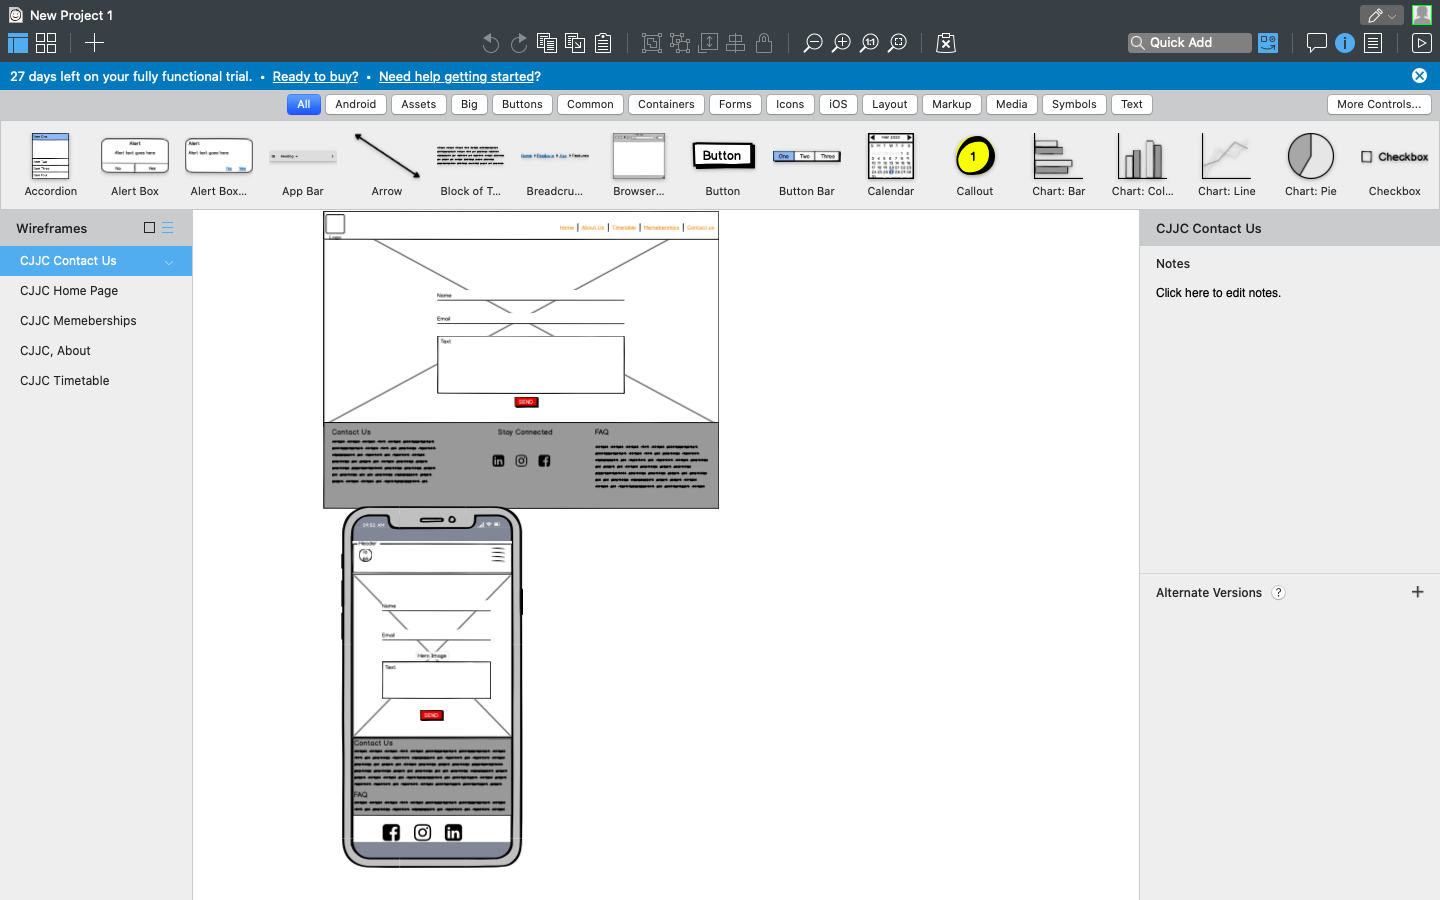 New Project 1
Quick Add
27 days left on your fully functional trial. • Ready to buy? • Need help getting started?
All Android Assets Big Buttons Common Containers Forms Icons iOS Layout Markup Media Symbols Text More Controls...
Accordion Alert Box Alert Box... App Bar Arrow Block of T... Breadcru... Browser... Button Button Bar Calendar Callout Chart: Bar Chart: Col... Chart: Line Chart: Pie Checkbox
Button
One Two Three
1
Checkbox
Wireframes
CJJC Contact Us
CJJC Home Page
CJJC Memeberships
CJJC, About
CJJC Timetable
Home | About Us | Timetable | Memeberships | Contact us
Name
Email
Text
SEND
Contact Us
Stay Connected
FAQ
09:52 AM
Header
Name
Email
Hero Image
Text
SEND
Contact Us
FAQ
CJJC Contact Us
Notes
Click here to edit notes.
Alternate Versions ?